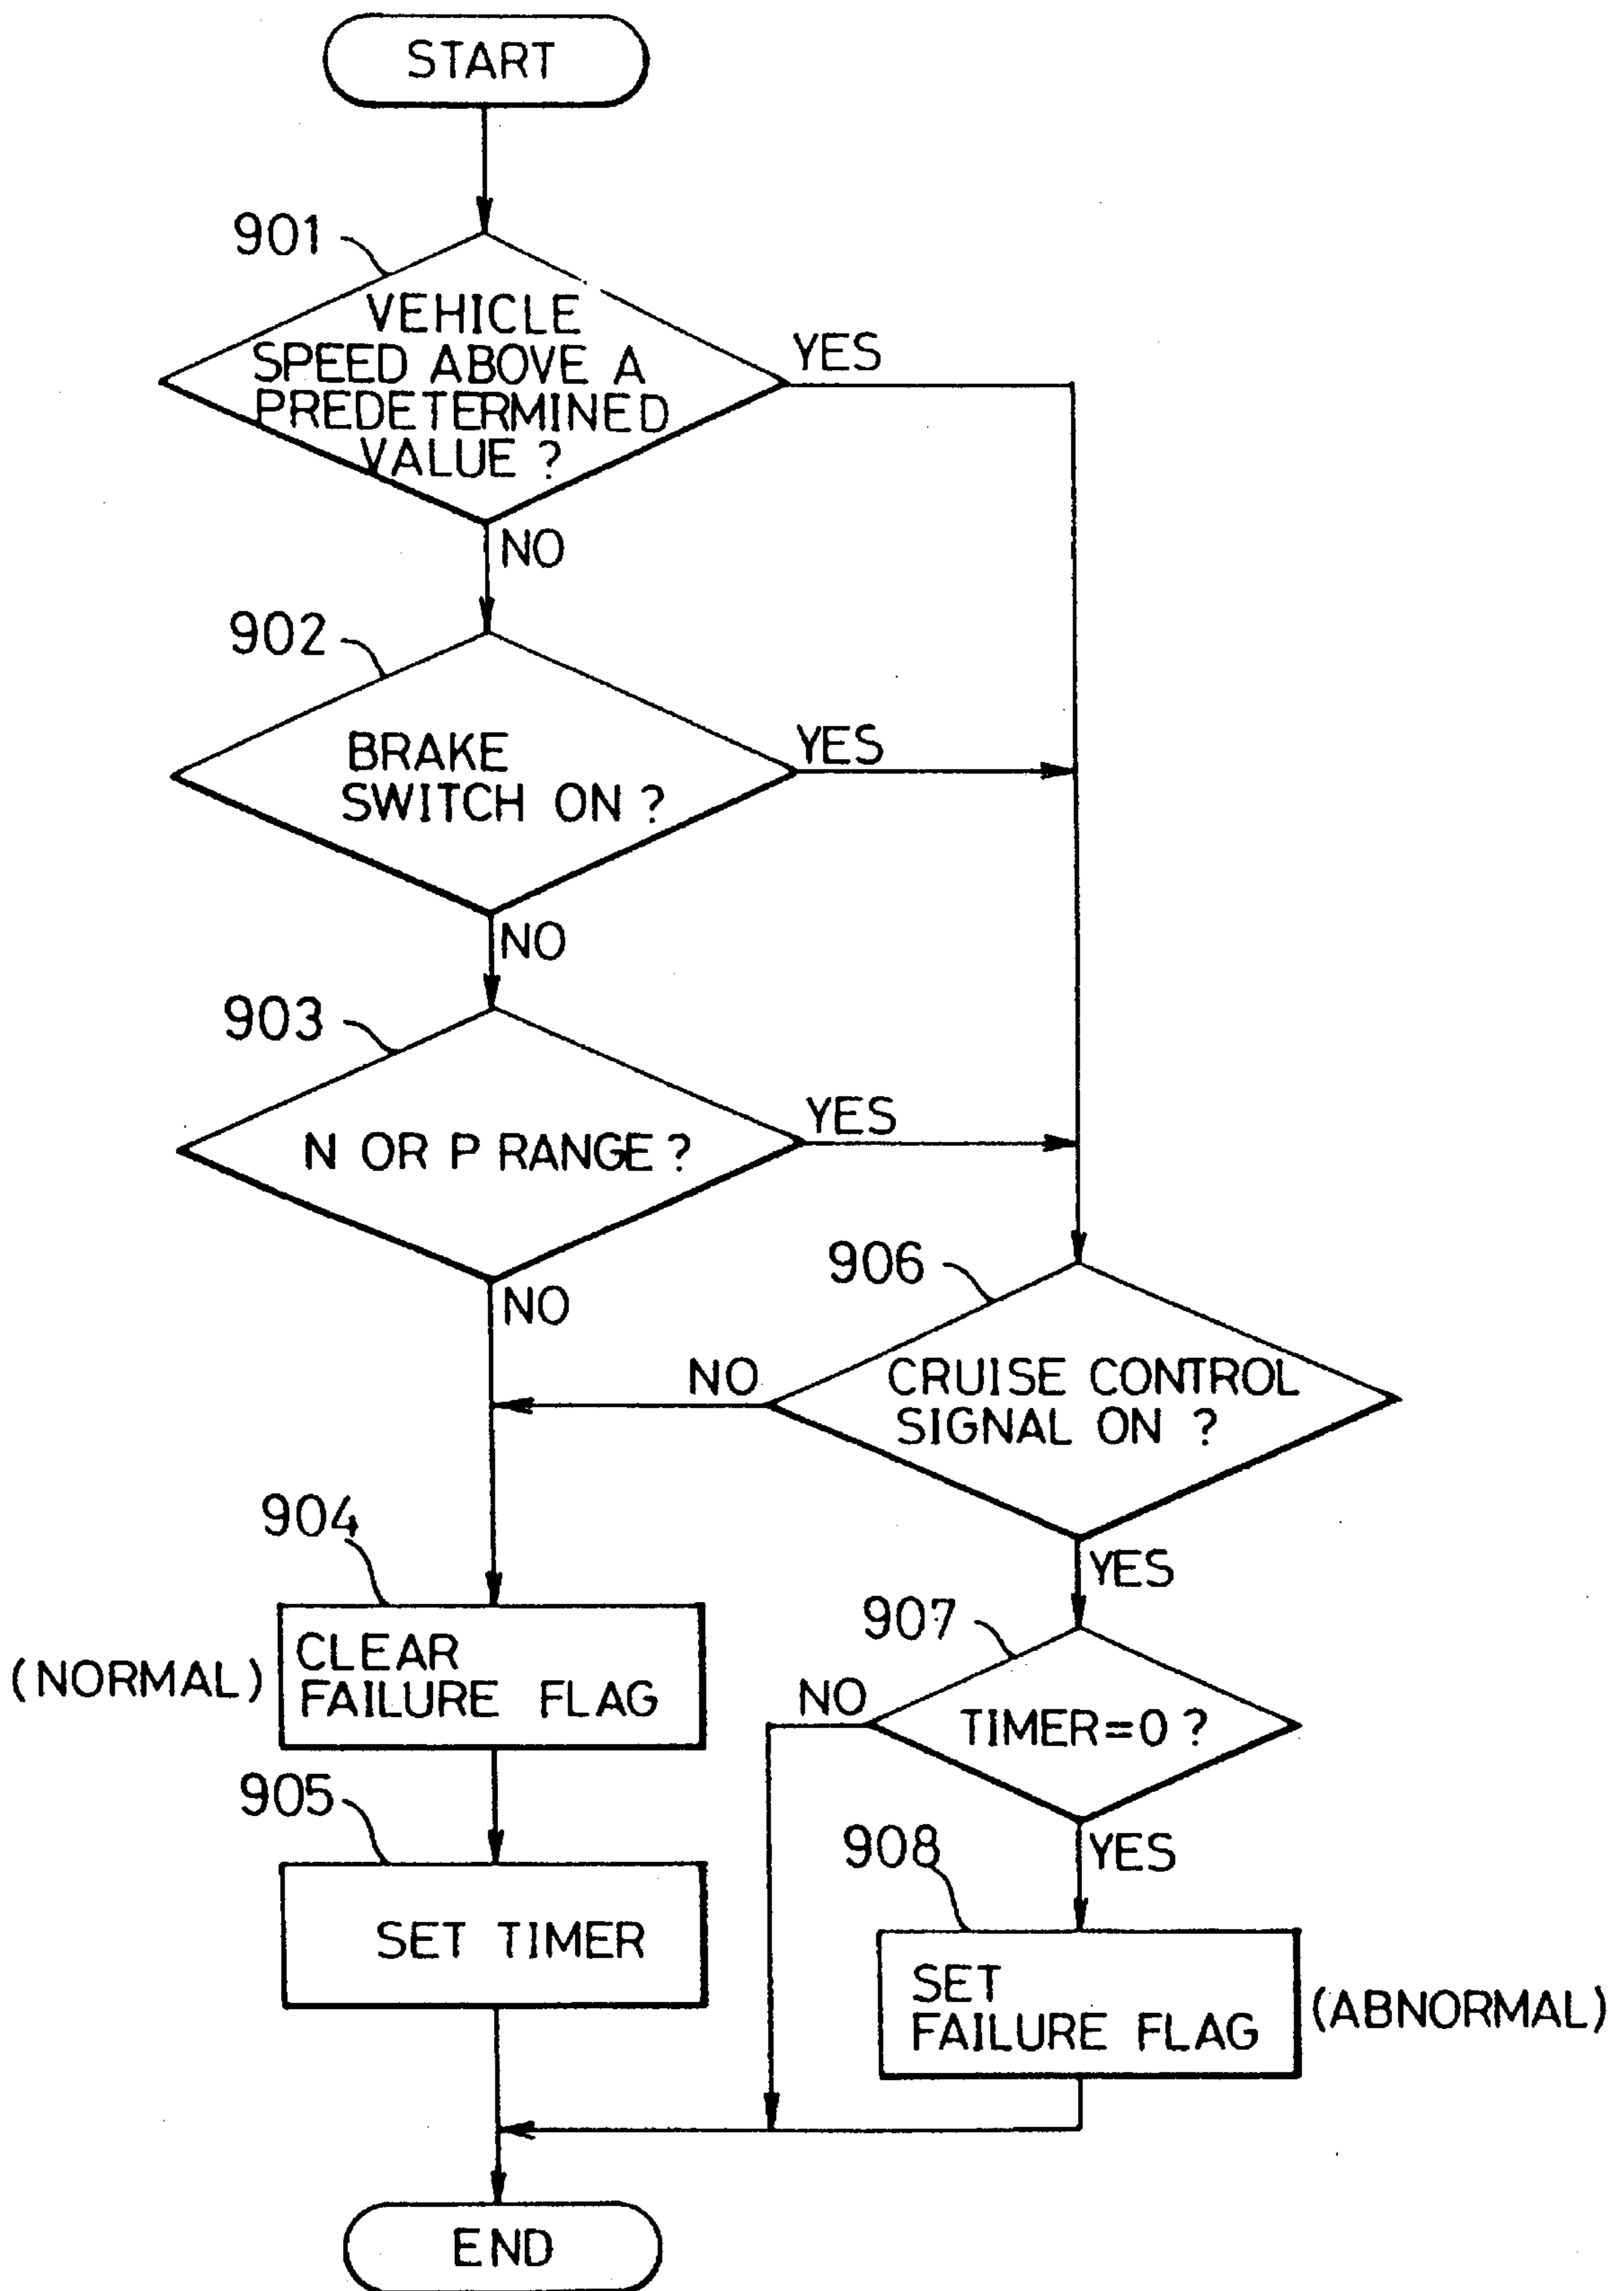 START
901
VEHICLE
SPEED ABOVE A
PREDETERMINED
VALUE ?
YES
NO
902
BRAKE
SWITCH ON ?
YES
NO
903
N OR P RANGE ?
YES
NO
906
CRUISE CONTROL
SIGNAL ON ?
NO
YES
904
(NORMAL)
CLEAR
FAILURE FLAG
907
TIMER=0 ?
NO
YES
905
SET TIMER
908
SET
FAILURE FLAG
(ABNORMAL)
END